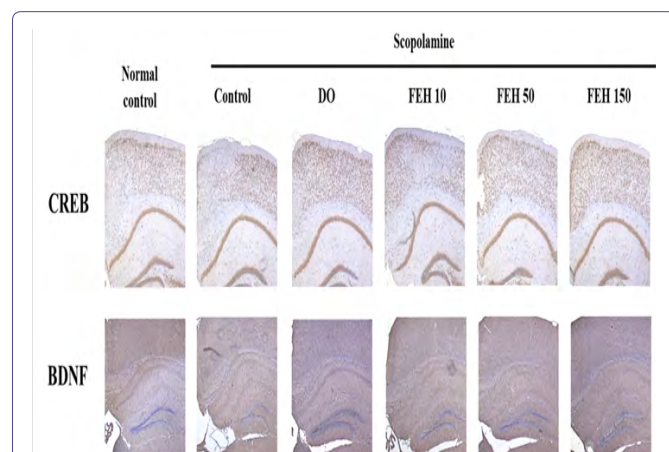 Scopolamine
Normal
control
Control
DO
FEH 10
FEH 50
FEH 150
CREB
BDNF